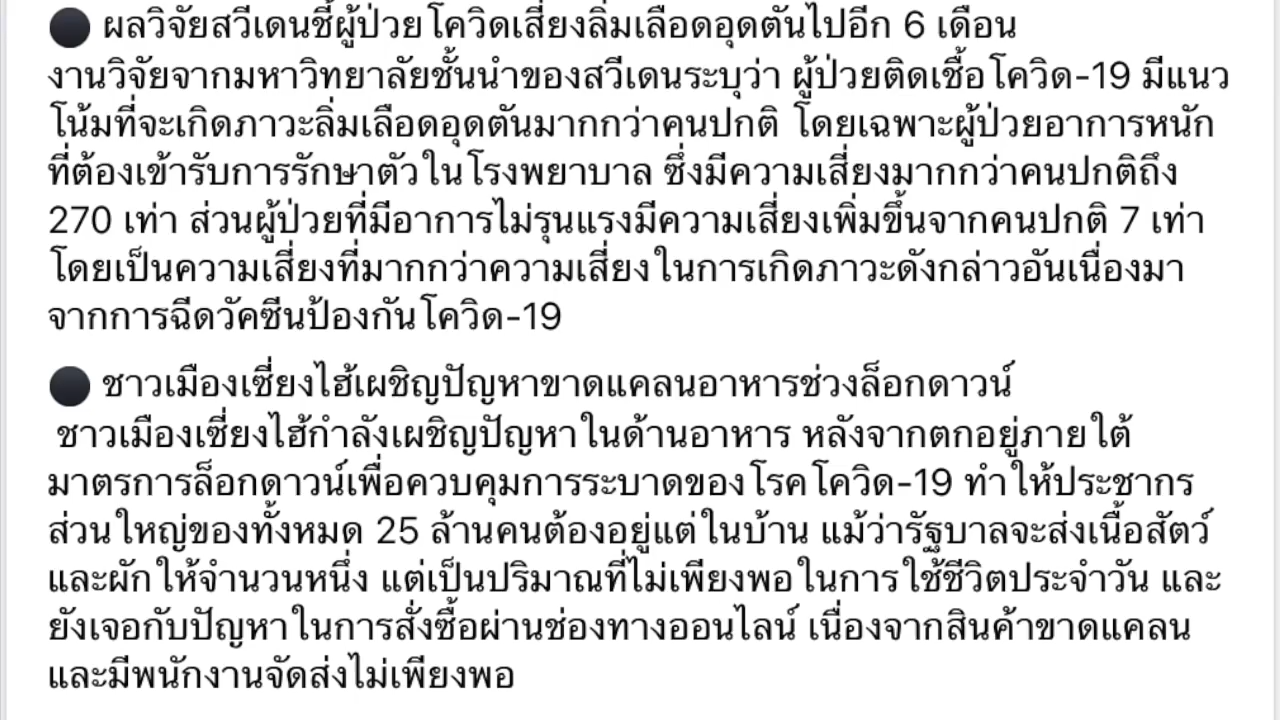 ● ผลวิจัยสวีเดนชี้ผู้ป่วยโควิดเสี่ยงลิ่มเลือดอุดตันไปอีก 6 เดือน
งานวิจัยจากมหาวิทยาลัยชั้นนำของสวีเดนระบุว่า ผู้ป่วยติดเชื้อโควิด-19 มีแนว
โน้มที่จะเกิดภาวะลิ่มเลือดอุดตันมากกว่าคนปกติ โดยเฉพาะผู้ป่วยอาการหนัก
ที่ต้องเข้ารับการรักษาตัวในโรงพยาบาล ซึ่งมีความเสี่ยงมากกว่าคนปกติถึง
270 เท่า ส่วนผู้ป่วยที่มีอาการไม่รุนแรงมีความเสี่ยงเพิ่มขึ้นจากคนปกติ 7 เท่า
โดยเป็นความเสี่ยงที่มากกว่าความเสี่ยงในการเกิดภาวะดังกล่าวอันเนื่องมา
จากการฉีดวัคซีนป้องกันโควิด-19
● ชาวเมืองเซี่ยงไฮ้เผชิญปัญหาขาดแคลนอาหารช่วงล็อกดาวน์
ชาวเมืองเซี่ยงไฮ้กำลังเผชิญปัญหาในด้านอาหาร หลังจากตกอยู่ภายใต้
มาตรการล็อกดาวน์เพื่อควบคุมการระบาดของโรคโควิด-19 ทำให้ประชากร
ส่วนใหญ่ของทั้งหมด 25 ล้านคนต้องอยู่แต่ในบ้าน แม้ว่ารัฐบาลจะส่งเนื้อสัตว์
และผักให้จำนวนหนึ่ง แต่เป็นปริมาณที่ไม่เพียงพอในการใช้ชีวิตประจำวัน และ
ยังเจอกับปัญหาในการสั่งซื้อผ่านช่องทางออนไลน์ เนื่องจากสินค้าขาดแคลน
และมีพนักงานจัดส่งไม่เพียงพอ